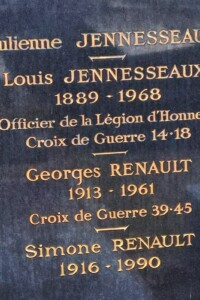 ulienne JENNESSEAU
Louis JENNESSEAUX
1889 - 1968
Officier de la Légion d'Honne
Croix de Guerre 14-18
Georges RENAULT
1913 - 1961
Croix de Guerre 39-45
Simone RENAULT
1916 - 1990